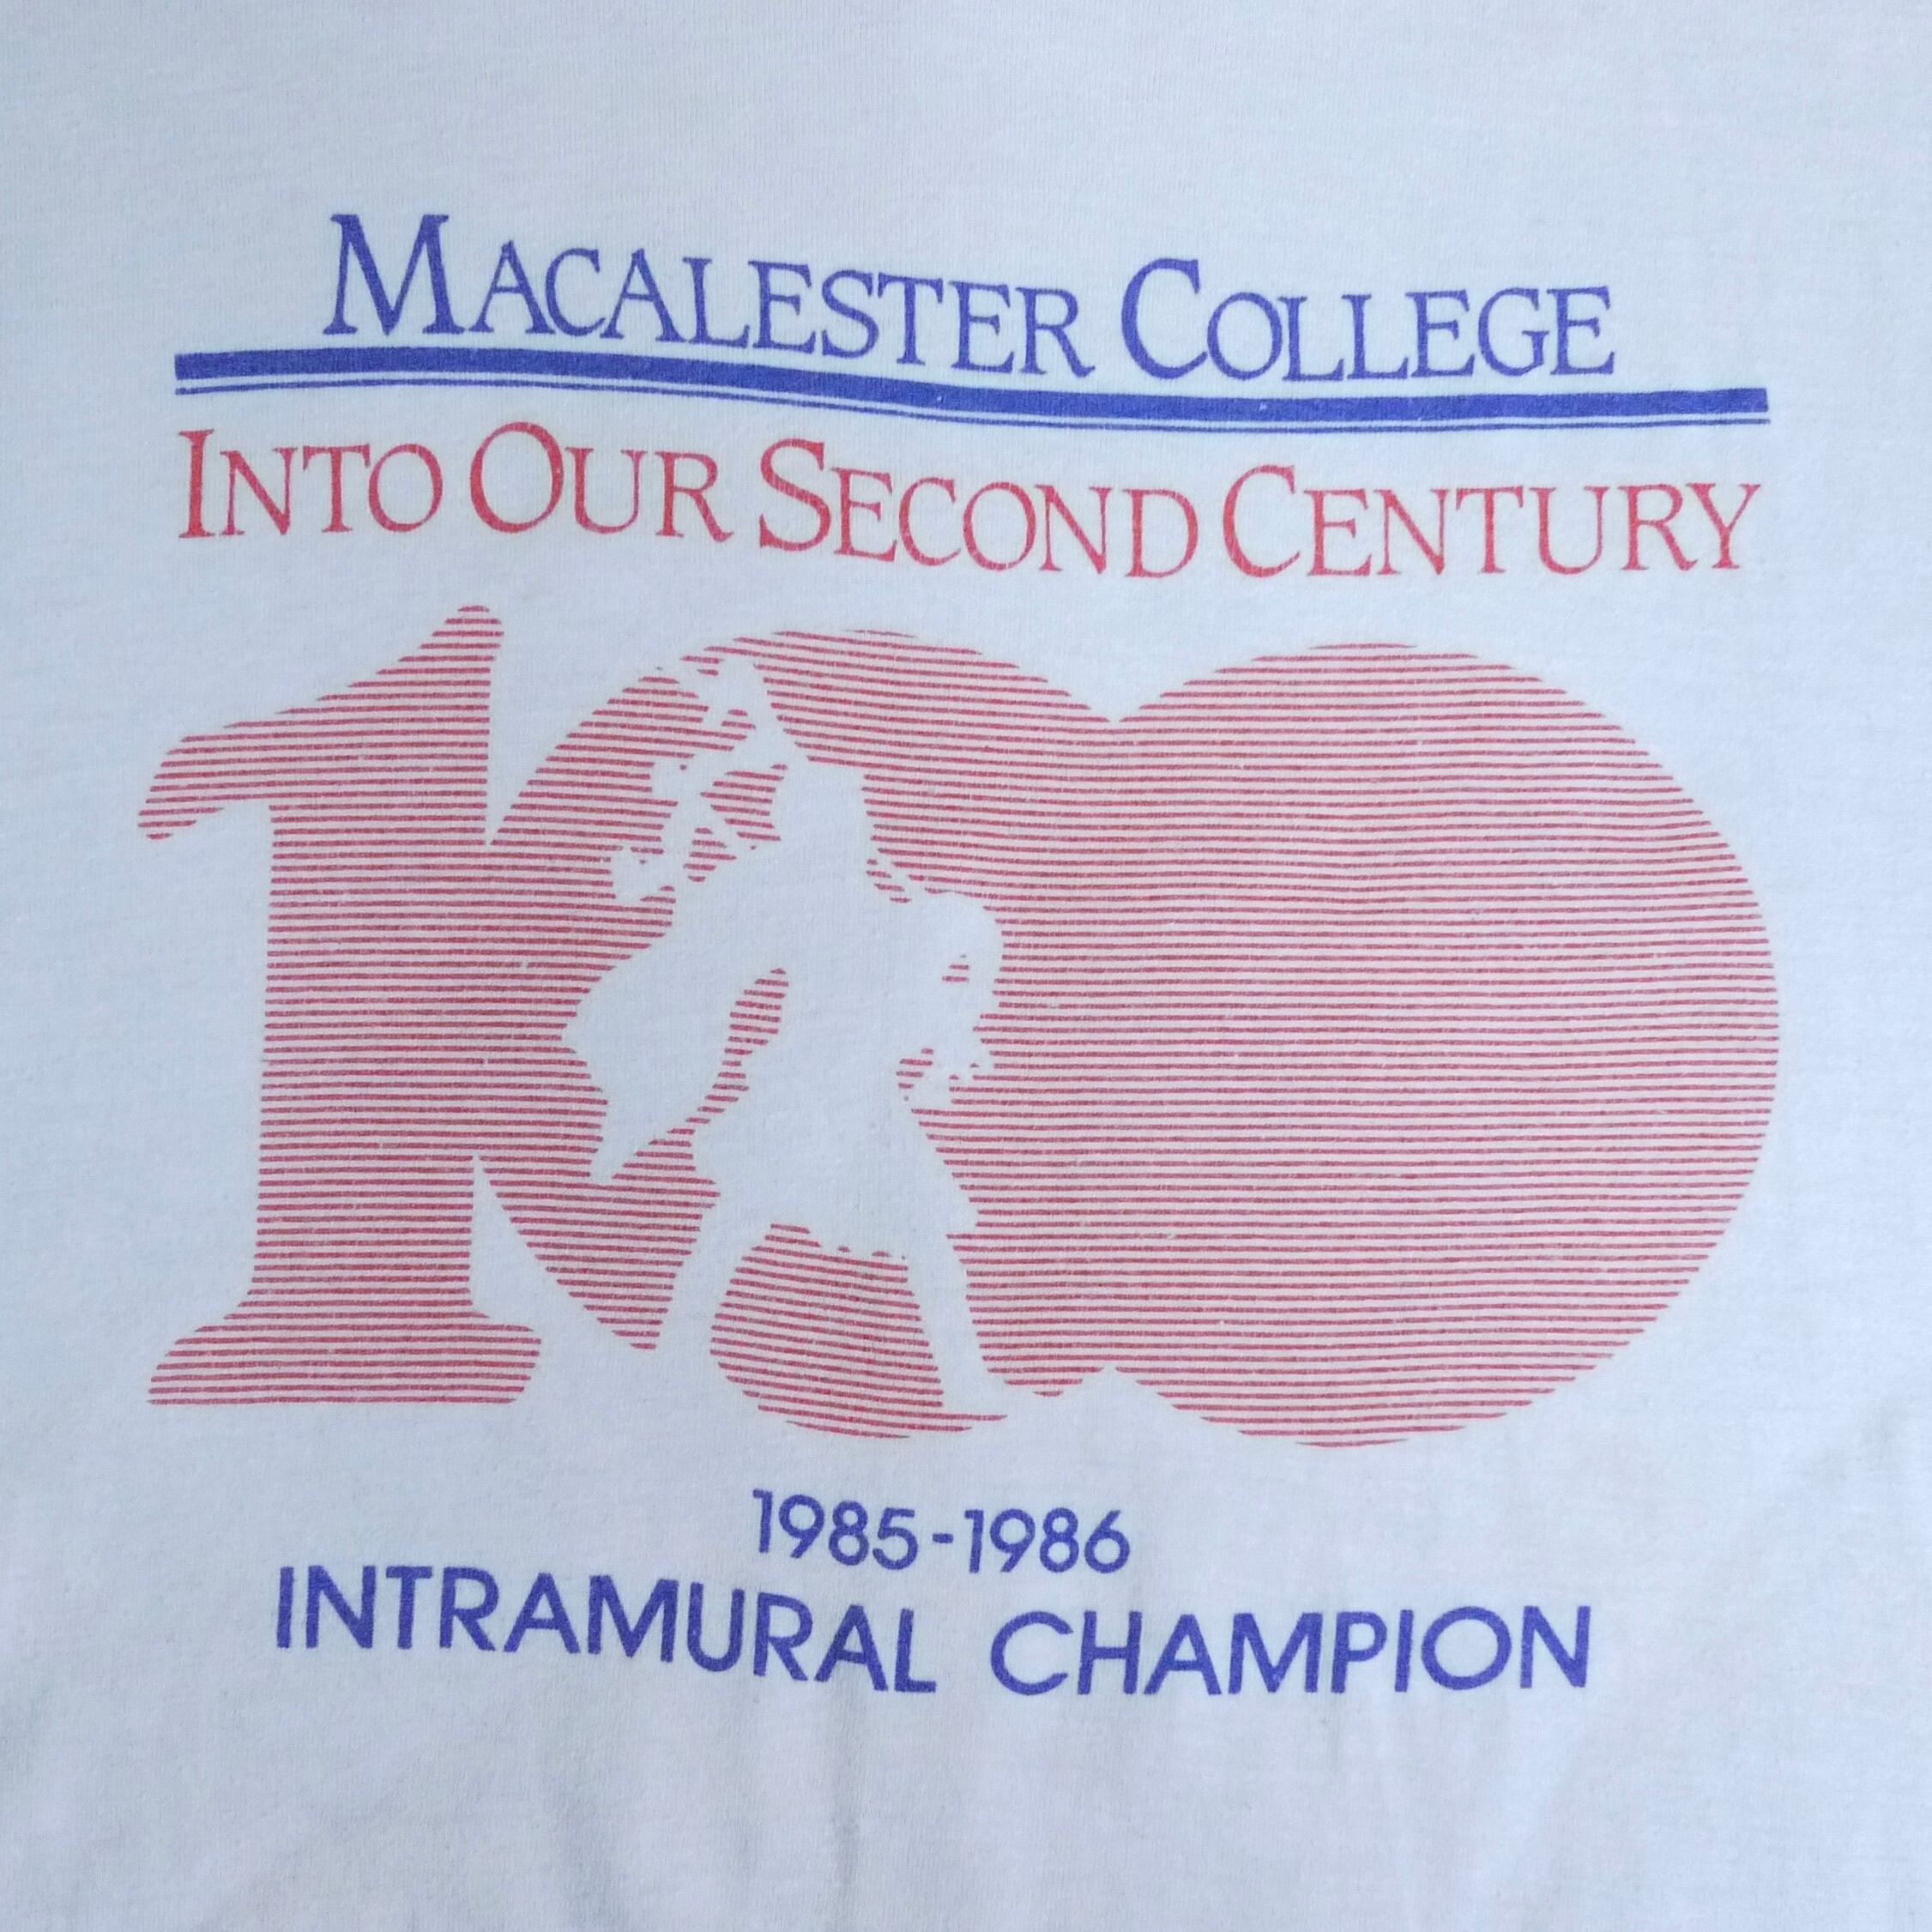 MACALESTER COLLEGE
INTO OUR SECOND CENTURY
100
1985-1986
INTRAMURAL CHAMPION